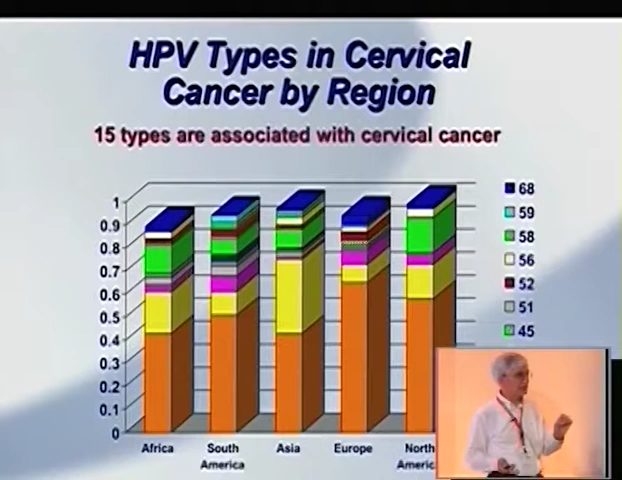 HPV Types in Cervical
Cancer by Region
15 types are associated with cervical cancer
1
0.9
0.8
0.7
0.6
0.5
0.4
0.3
0.2
0.1
0
Africa
South
America
Asia
Europe
North
Americ
68
59
58
56
52
51
45